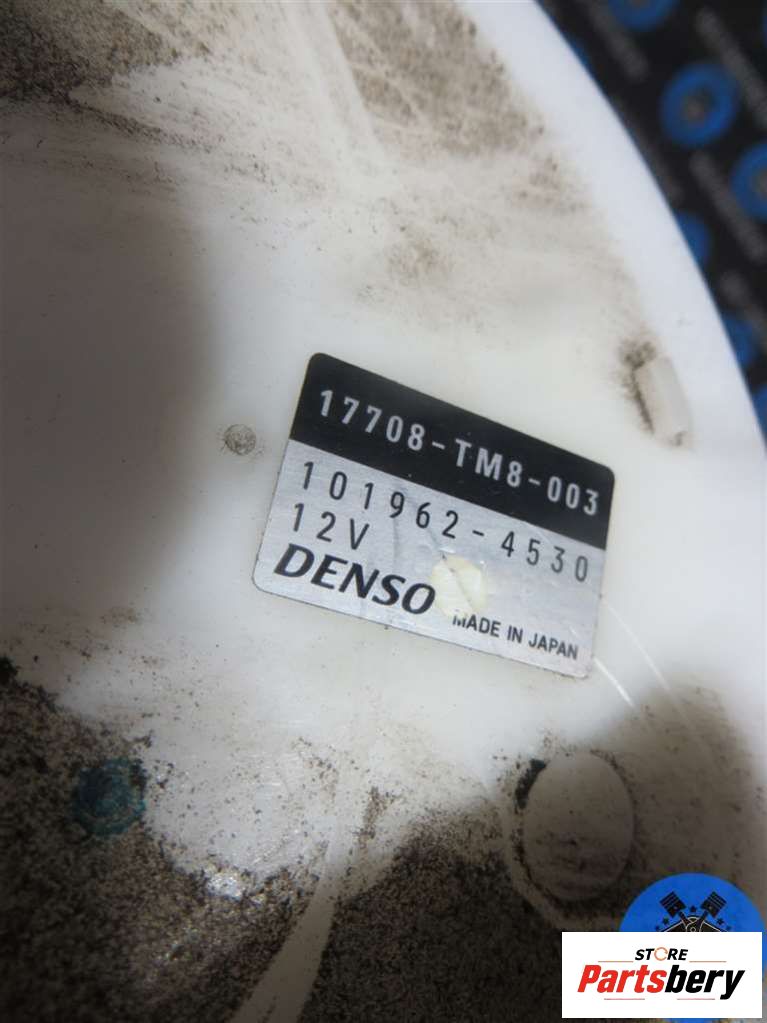 17708-TM8-003
101962-4530
12V
DENSO
MADE IN JAPAN
STORE
Partsbery